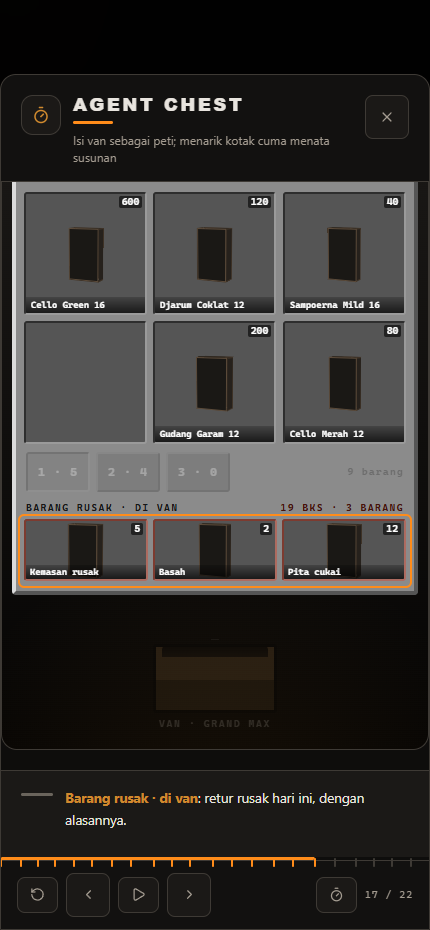 AGENT CHEST
Isi van sebagai peti; menarik kotak cuma menata
susunan
600
120
40
Cello Green 16
Djarum Coklat 12
Sampoerna Mild 16
200
80
Gudang Garam 12
Cello Merah 12
1 · 5
2 · 4
3 · 0
9 barang
BARANG RUSAK · DI VAN
19 BKS · 3 BARANG
5
2
12
Kemasan rusak
Basah
Pita cukai
VAN · GRAND MAX
Barang rusak · di van: retur rusak hari ini, dengan
alasannya.
17 / 22